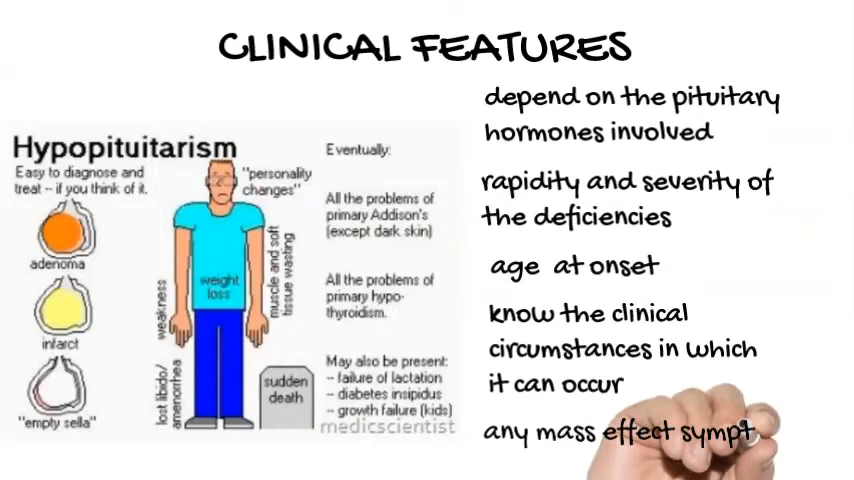 CLINICAL FEATURES
Hypopituitarism
Easy to diagnose and
treat -- if you think of it.
adenoma
infarct
"empty sella"
"personality
changes"
weakness
weight
loss
muscle and soft
tissue wasting
lost libido/
amenorrhea
sudden
death
Eventually:
All the problems of
primary Addison's
(except dark skin)
All the problems of
primary hypo-
thyroidism.
May also be present:
-- failure of lactation
-- diabetes insipidus
-- growth failure (kids)
medicscientist
depend on the pituitary
hormones involved
rapidity and severity of
the deficiencies
age at onset
know the clinical
circumstances in which
it can occur
any mass effect sympt